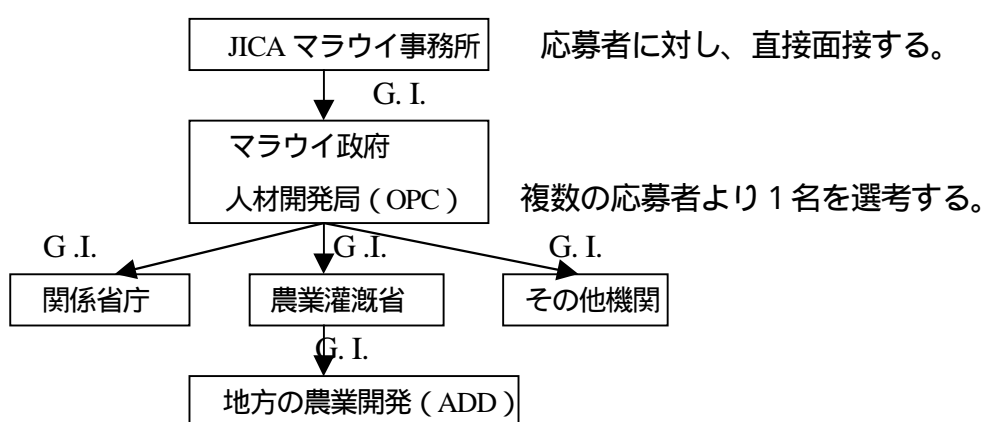 JICA マラウイ事務所
応募者に対し、直接面接する。
G. I.
マラウイ政府
人材開発局 ( OPC )
複数の応募者より 1 名を選考する。
G .I.
G .I.
G. I.
関係省庁
農業灌漑省
その他機関
G. I.
地方の農業開発 ( ADD )